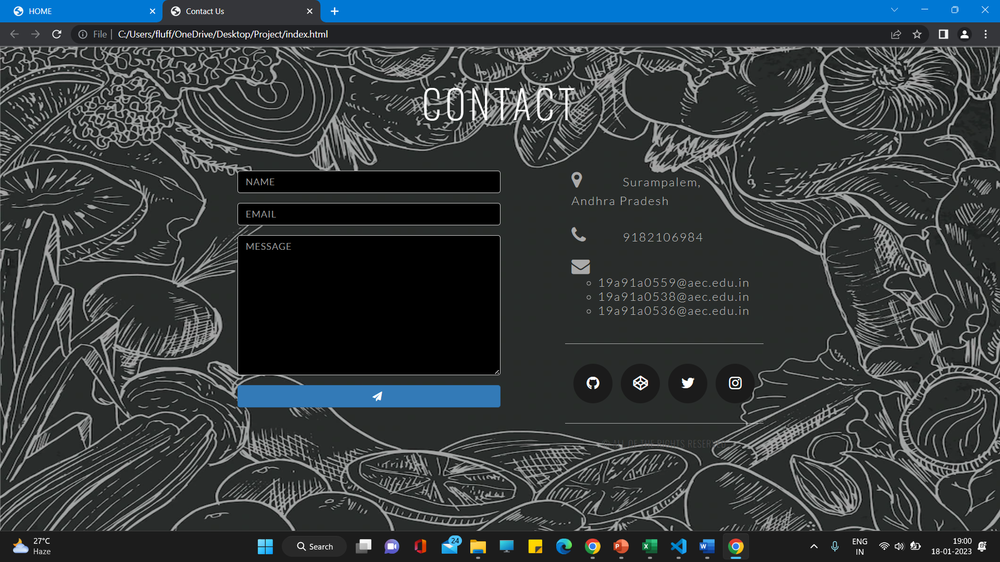 HOME
Contact Us
File
C:/Users/fluff/OneDrive/Desktop/Project/index.html
CONTACT
NAME
EMAIL
MESSAGE
Surampalem,
Andhra Pradesh
9182106984
19a91a0559@aec.edu.in
19a91a0538@aec.edu.in
19a91a0536@aec.edu.in
© ALL OF THE RIGHTS RESERVED
27°C
Haze
Search
24
ENG
IN
19:00
18-01-2023